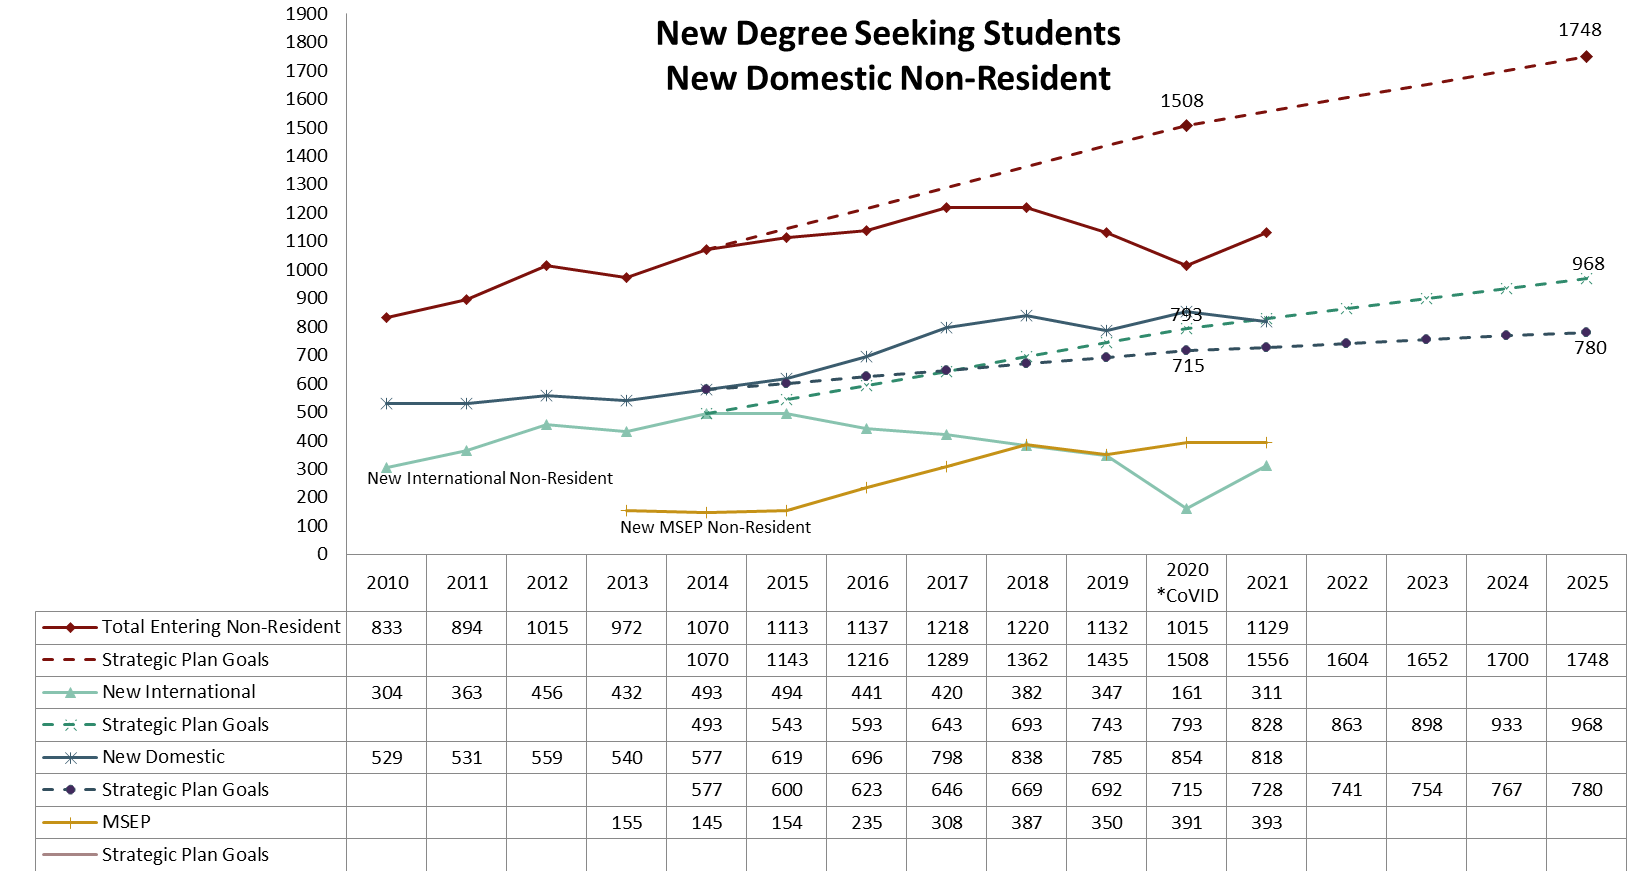 New Degree Seeking Students
New Domestic Non-Resident
1900
1800
1700
1600
1500
1400
1300
1200
1100
1000
900
800
700
600
500
400
300
200
100
0
1748
1508
968
793
780
715
New International Non-Resident
New MSEP Non-Resident
2010 2011 2012 2013 2014 2015 2016 2017 2018 2019 2020 *CoVID 2021 2022 2023 2024 2025
Total Entering Non-Resident 833 894 1015 972 1070 1113 1137 1218 1220 1132 1015 1129
Strategic Plan Goals 1070 1143 1216 1289 1362 1435 1508 1556 1604 1652 1700 1748
New International 304 363 456 432 493 494 441 420 382 347 161 311
Strategic Plan Goals 493 543 593 643 693 743 793 828 863 898 933 968
New Domestic 529 531 559 540 577 619 696 798 838 785 854 818
Strategic Plan Goals 577 600 623 646 669 692 715 728 741 754 767 780
MSEP 155 145 154 235 308 387 350 391 393
Strategic Plan Goals